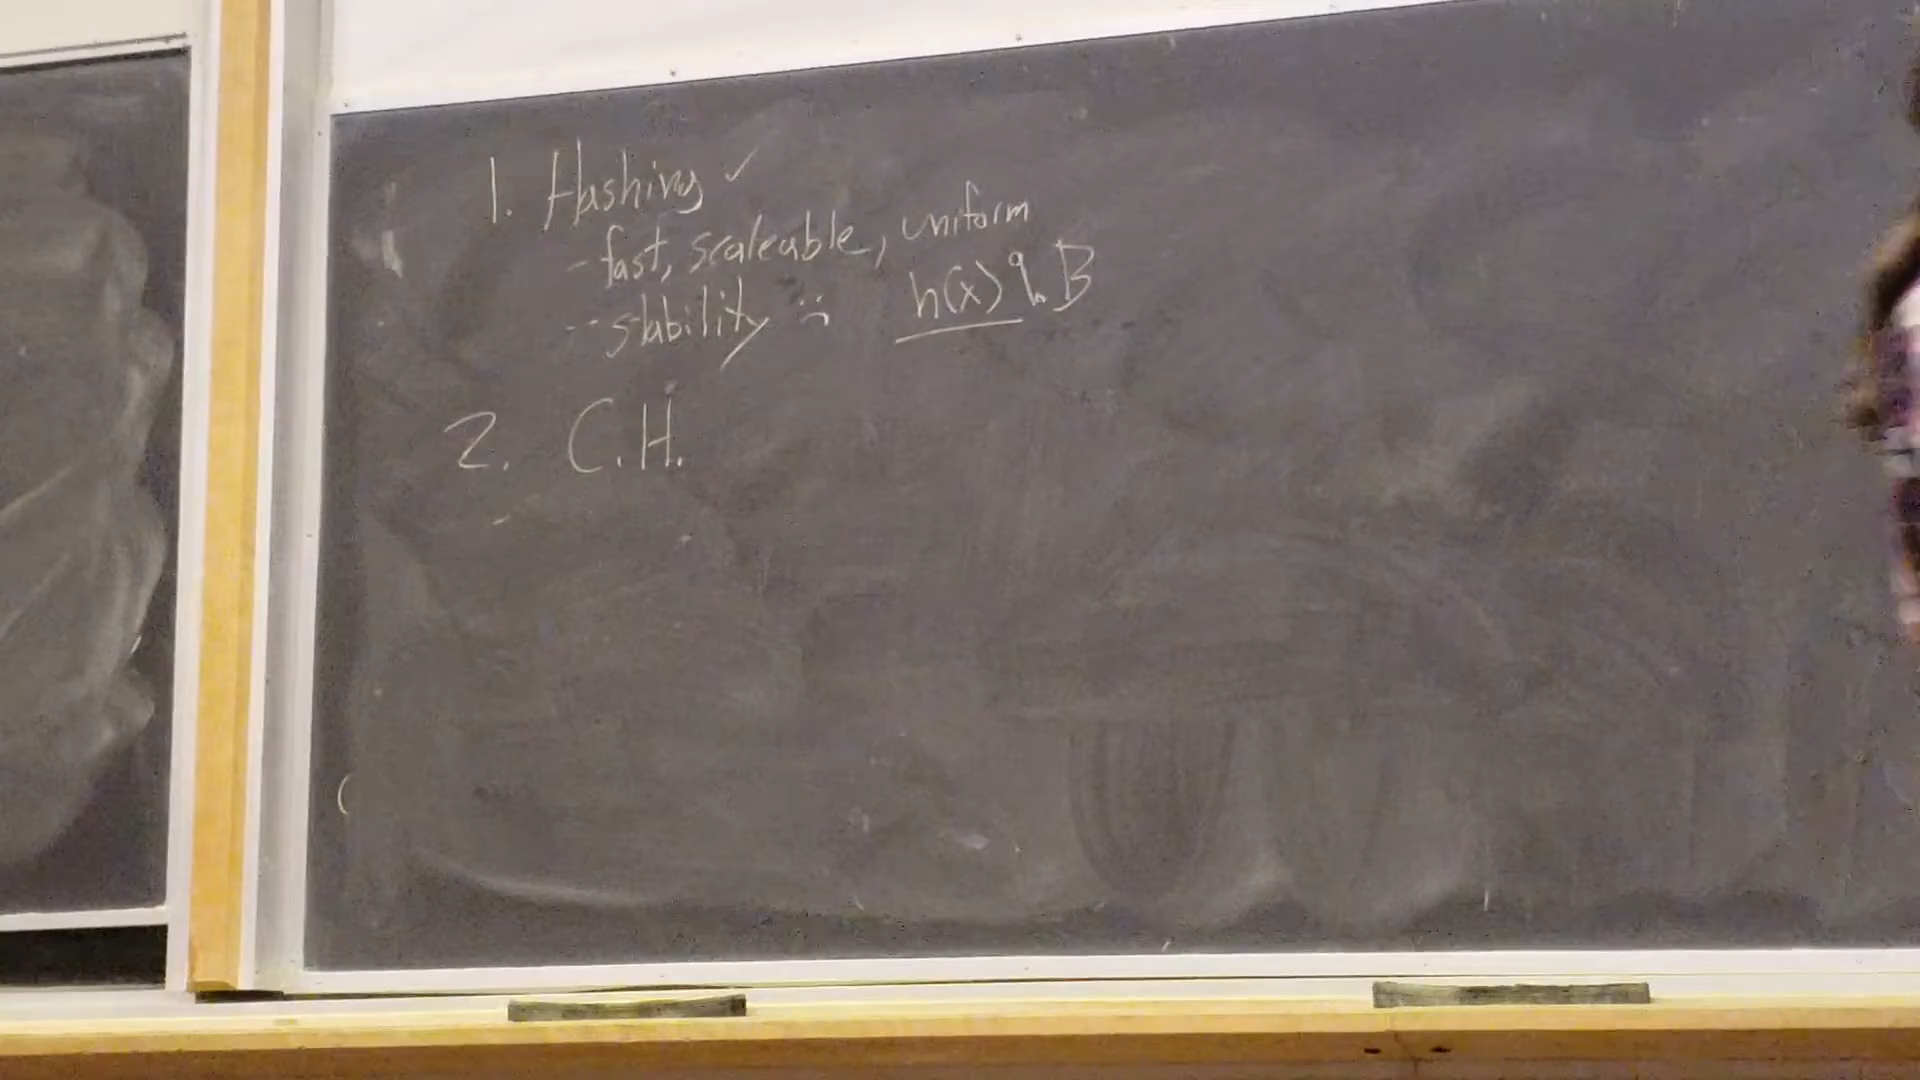 1. Hashing ✓
- fast, scaleable, uniform
- stability :( h(x) % B
2. C.H.